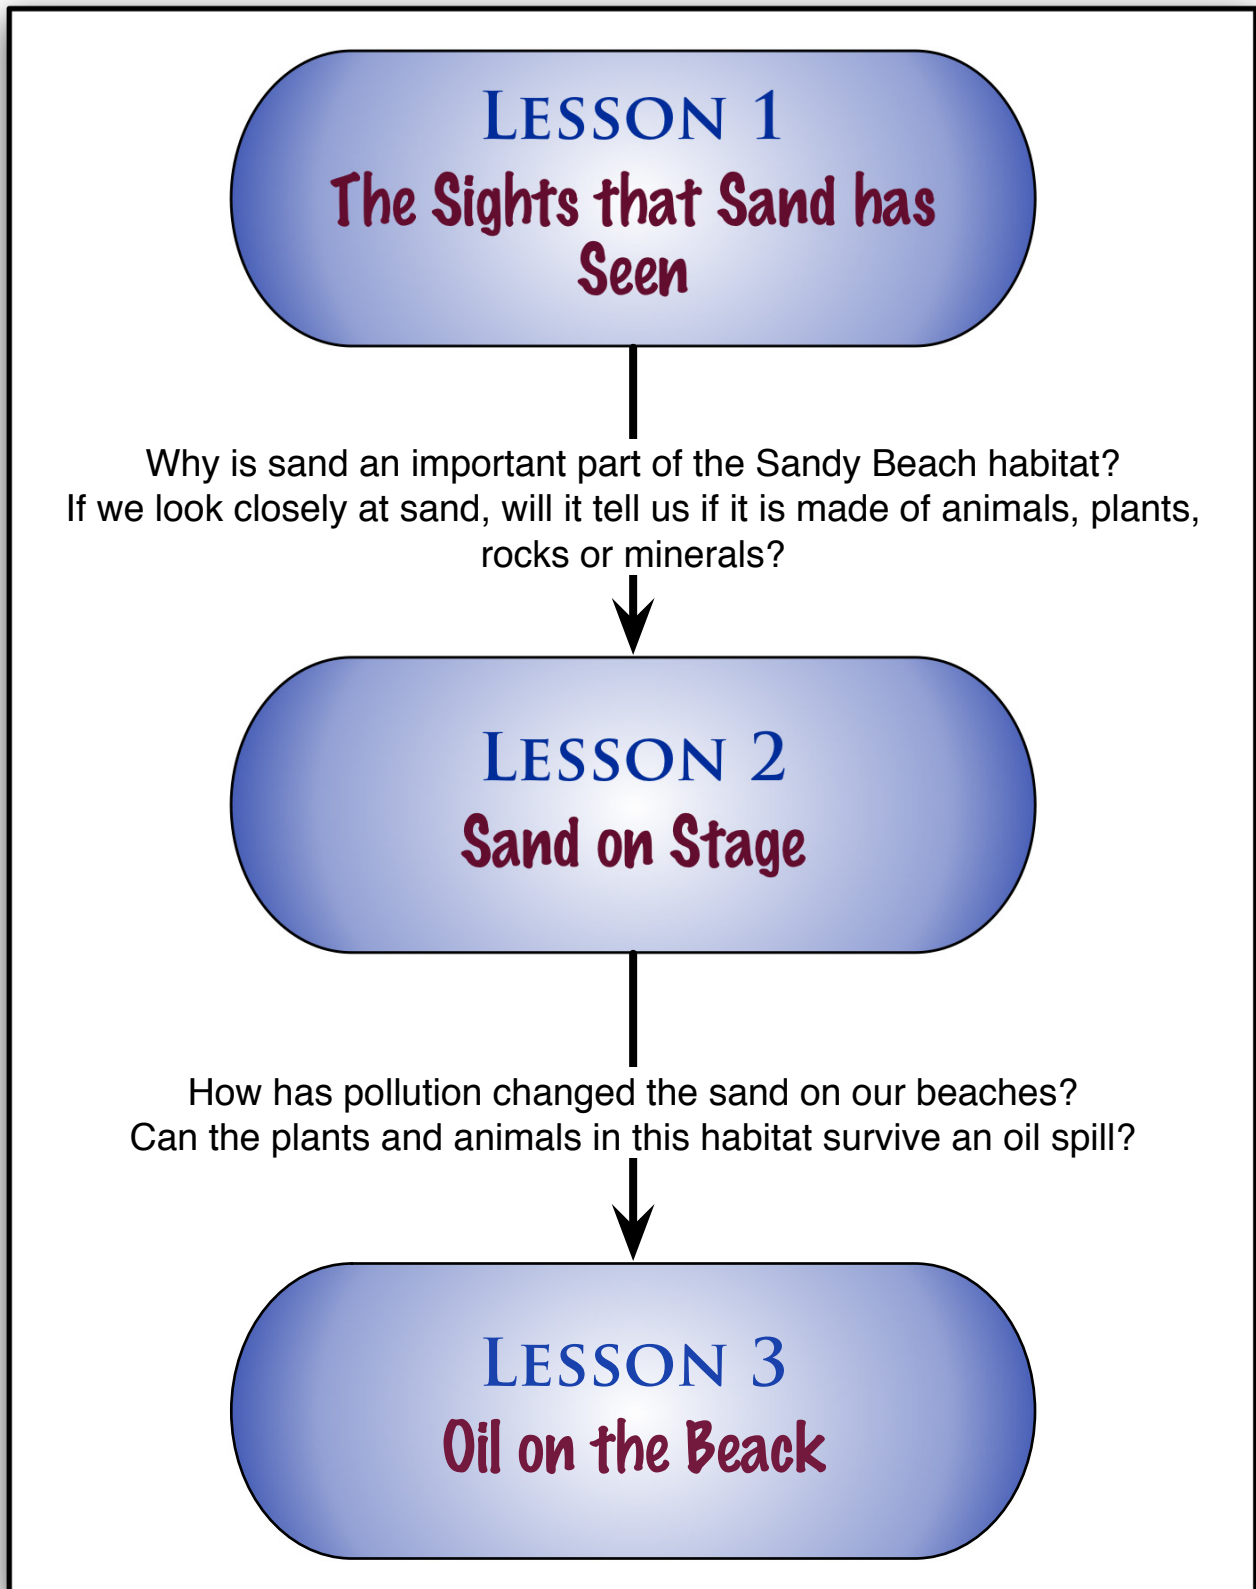 LESSON 1
The Sights that Sand has
Seen
Why is sand an important part of the Sandy Beach habitat?
If we look closely at sand, will it tell us if it is made of animals, plants,
rocks or minerals?
LESSON 2
Sand on Stage
How has pollution changed the sand on our beaches?
Can the plants and animals in this habitat survive an oil spill?
LESSON 3
Oil on the Beack